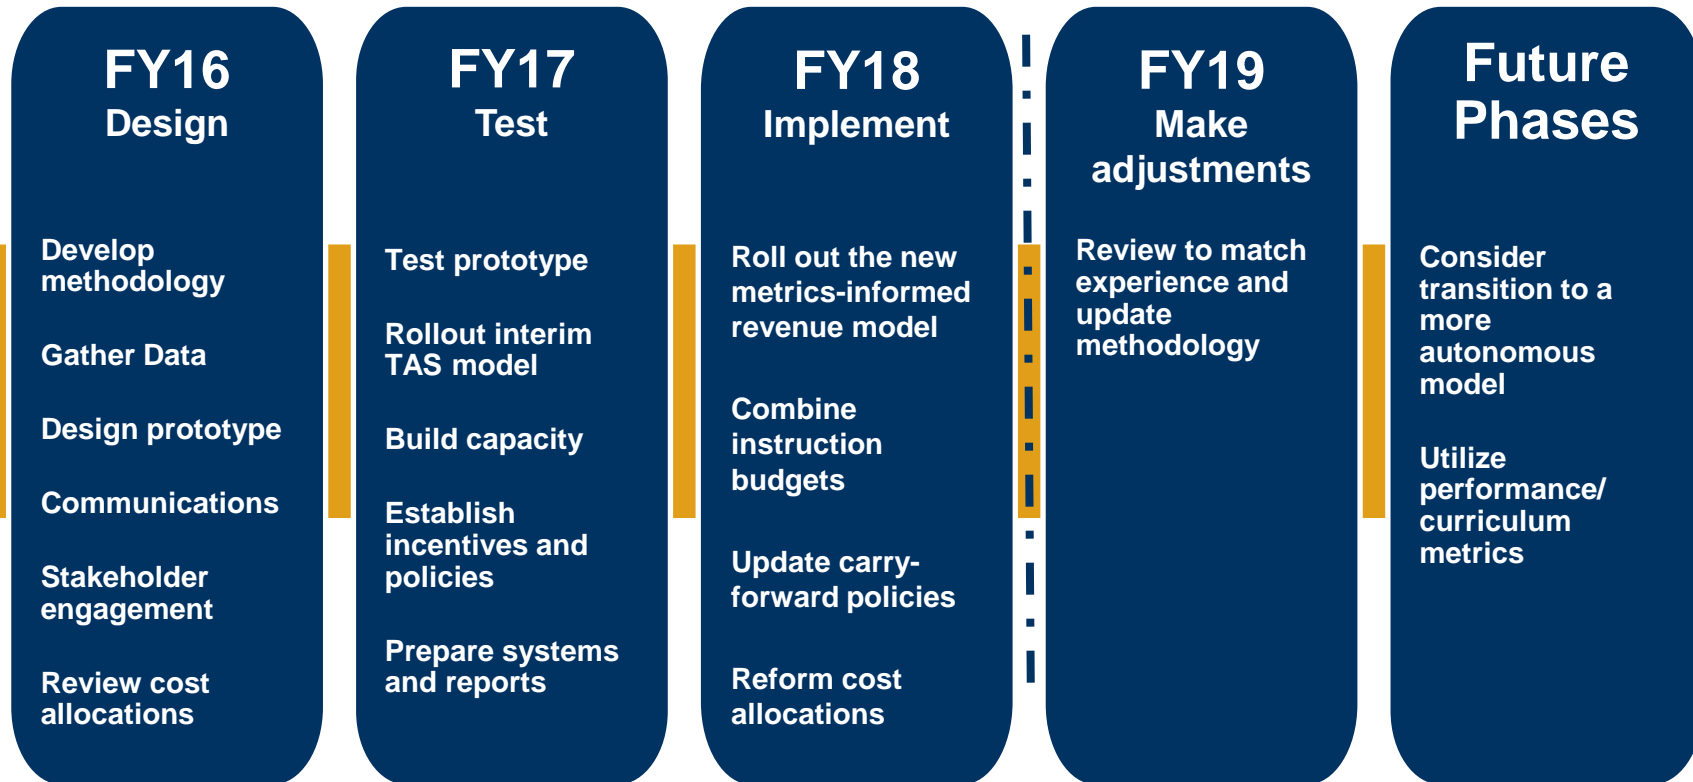 FY16
Design
Develop
methodology
Gather Data
Design prototype
Communications
Stakeholder
engagement
Review cost
allocations
FY17
Test
Test prototype
Rollout interim
TAS model
Build capacity
Establish
incentives and
policies
Prepare systems
and reports
FY18
Implement
Roll out the new
metrics-informed
revenue model
Combine
instruction
budgets
Update carry-
forward policies
Reform cost
allocations
FY19
Make
adjustments
Review to match
experience and
update
methodology
Future
Phases
Consider
transition to a
more
autonomous
model
Utilize
performance/
curriculum
metrics